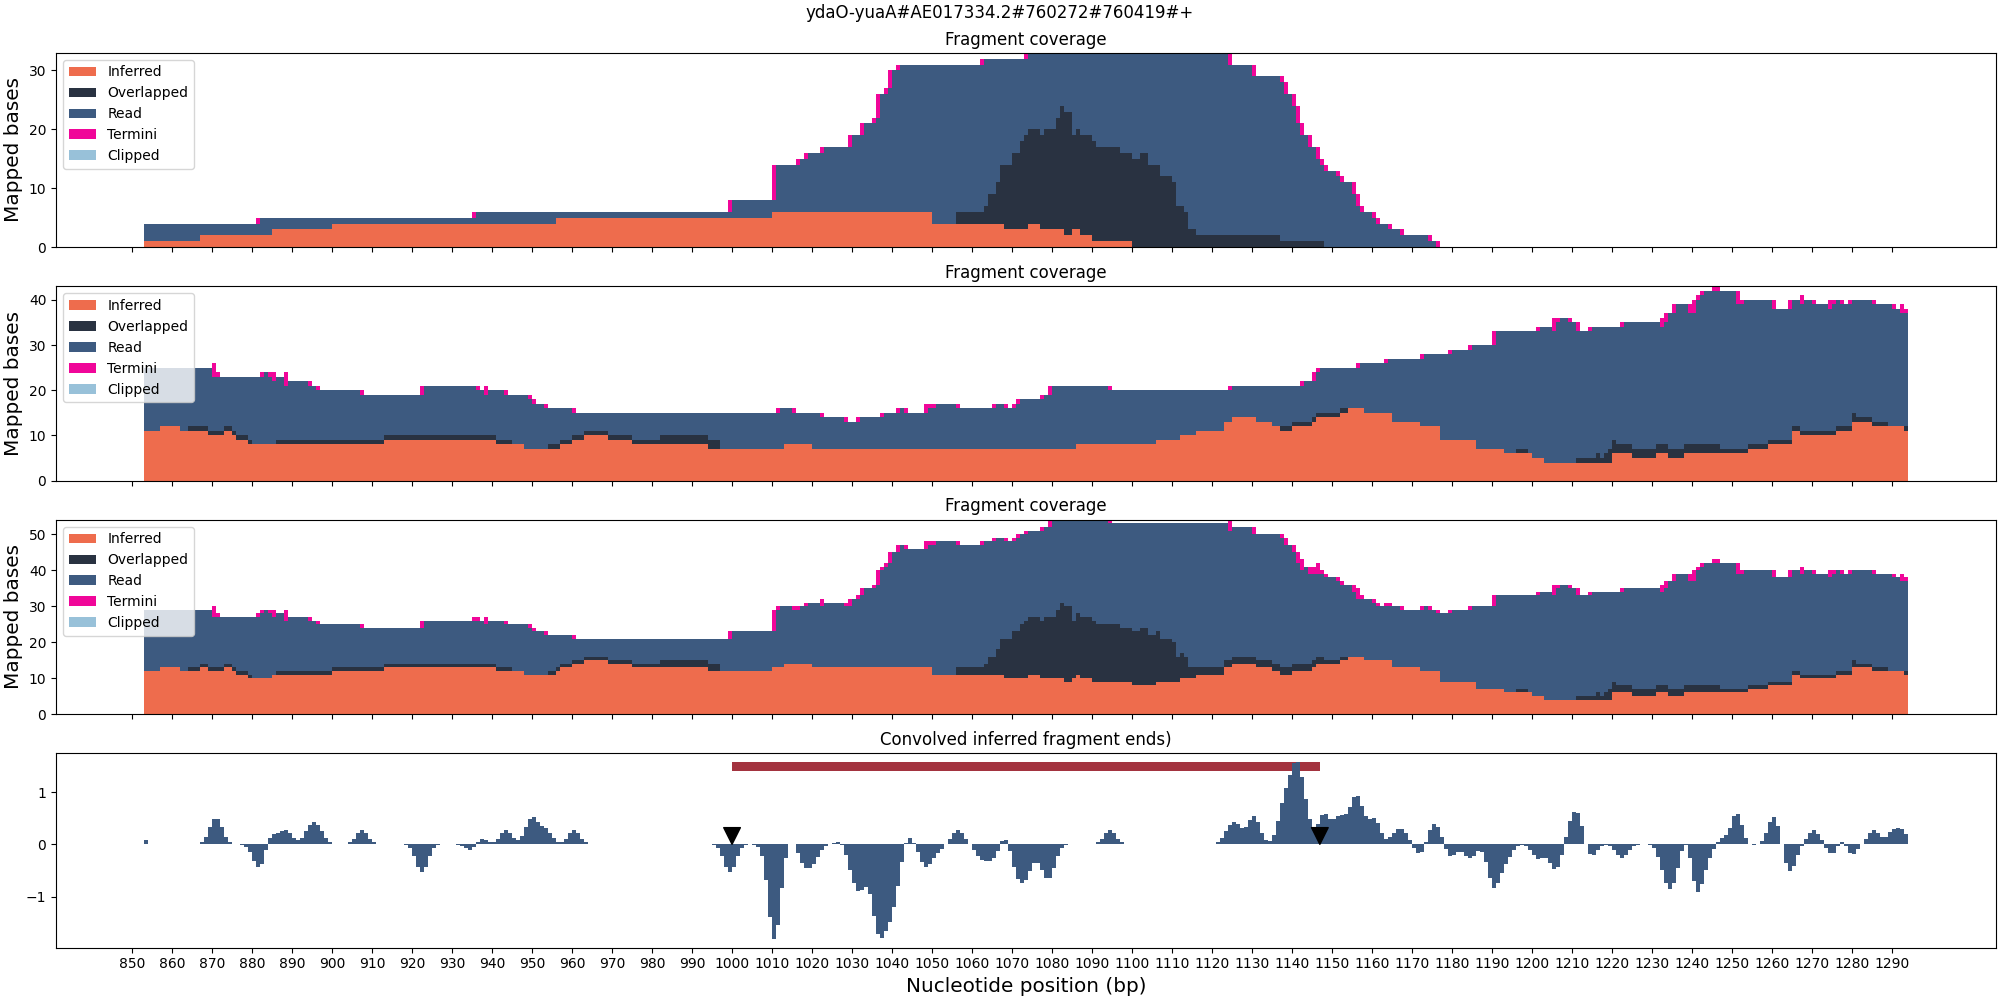 ydaO-yuaA#AE017334.2#760272#760419#+
Fragment coverage
Mapped bases
30
20
10
0
Inferred
Overlapped
Read
Termini
Clipped
Fragment coverage
Mapped bases
40
30
20
10
0
Inferred
Overlapped
Read
Termini
Clipped
Fragment coverage
Mapped bases
50
40
30
20
10
0
Inferred
Overlapped
Read
Termini
Clipped
Convolved inferred fragment ends)
1
0
−1
850 860 870 880 890 900 910 920 930 940 950 960 970 980 990 1000 1010 1020 1030 1040 1050 1060 1070 1080 1090 1100 1110 1120 1130 1140 1150 1160 1170 1180 1190 1200 1210 1220 1230 1240 1250 1260 1270 1280 1290
Nucleotide position (bp)